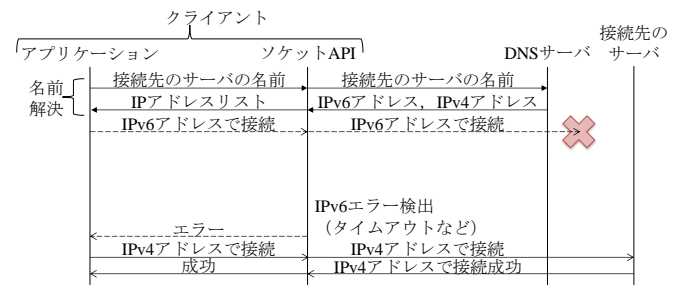 クライアント
アプリケーション ソケットAPI DNSサーバ 接続先の
サーバ
名前
解決
接続先のサーバの名前 接続先のサーバの名前
IPアドレスリスト IPv6アドレス，IPv4アドレス
IPv6アドレスで接続 IPv6アドレスで接続
IPv6エラー検出
（タイムアウトなど）
エラー
IPv4アドレスで接続 IPv4アドレスで接続
成功 IPv4アドレスで接続成功